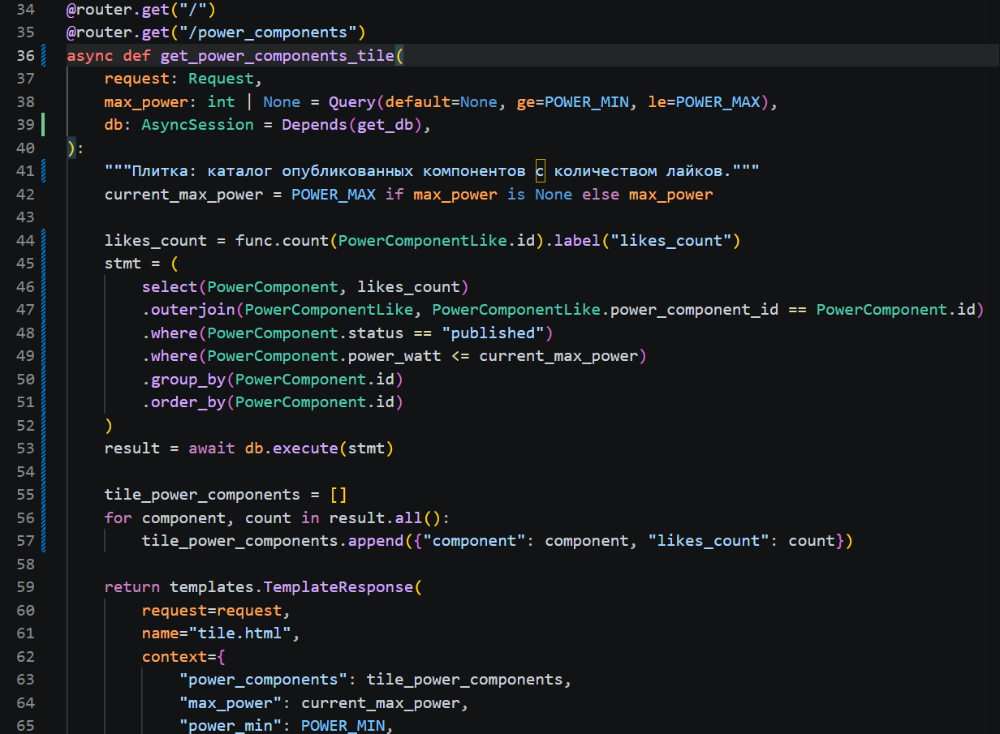 34 @router.get("/")
35 @router.get("/power_components")
36 async def get_power_components_tile(
37     request: Request,
38     max_power: int | None = Query(default=None, ge=POWER_MIN, le=POWER_MAX),
39     db: AsyncSession = Depends(get_db),
40 ):
41     """Плитка: каталог опубликованных компонентов с количеством лайков."""
42     current_max_power = POWER_MAX if max_power is None else max_power
43
44     likes_count = func.count(PowerComponentLike.id).label("likes_count")
45     stmt = (
46         select(PowerComponent, likes_count)
47         .outerjoin(PowerComponentLike, PowerComponentLike.power_component_id == PowerComponent.id)
48         .where(PowerComponent.status == "published")
49         .where(PowerComponent.power_watt <= current_max_power)
50         .group_by(PowerComponent.id)
51         .order_by(PowerComponent.id)
52     )
53     result = await db.execute(stmt)
54
55     tile_power_components = []
56     for component, count in result.all():
57         tile_power_components.append({"component": component, "likes_count": count})
58
59     return templates.TemplateResponse(
60         request=request,
61         name="tile.html",
62         context={
63             "power_components": tile_power_components,
64             "max_power": current_max_power,
65             "power_min": POWER_MIN,